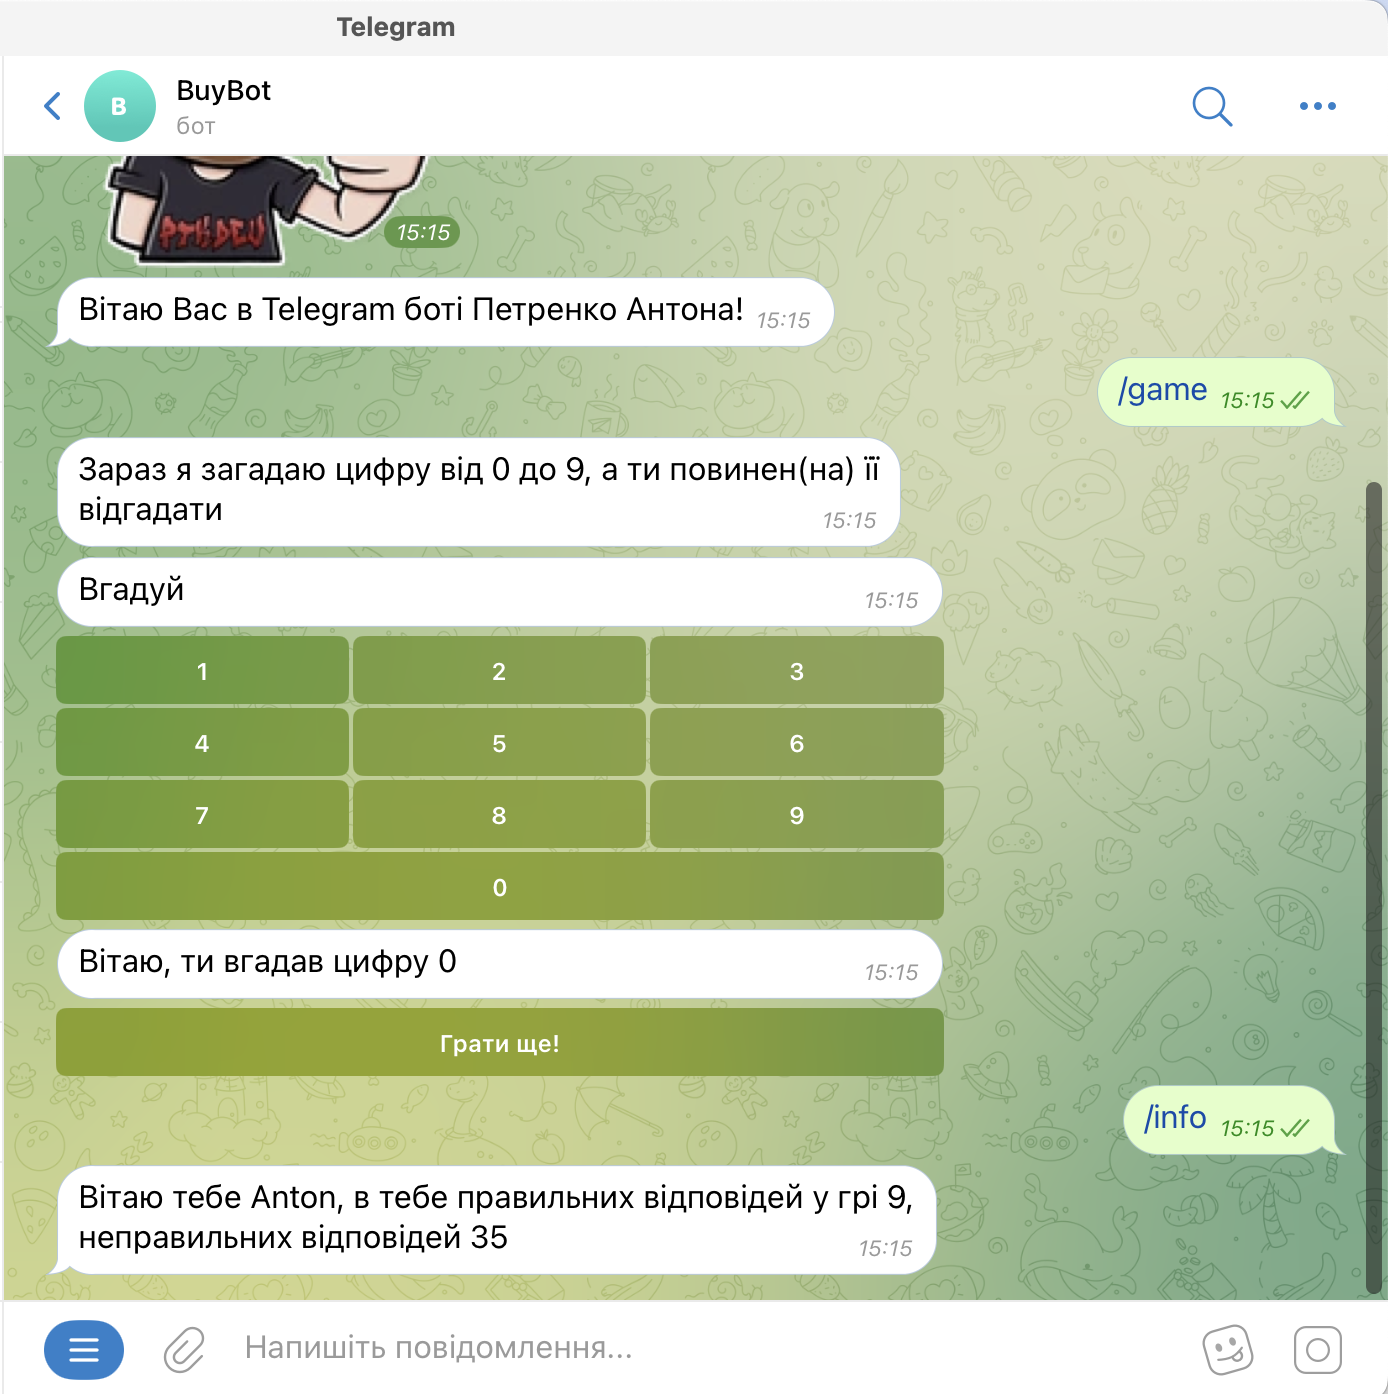 Telegram
B
BuyBot
бот
PTHDEV
15:15
Вітаю Вас в Telegram боті Петренко Антона! 15:15
/game 15:15
Зараз я загадаю цифру від 0 до 9, а ти повинен(на) її
відгадати 15:15
Вгадуй 15:15
1 2 3
4 5 6
7 8 9
0
Вітаю, ти вгадав цифру 0 15:15
Грати ще!
/info 15:15
Вітаю тебе Anton, в тебе правильних відповідей у грі 9,
неправильних відповідей 35 15:15
Напишіть повідомлення...